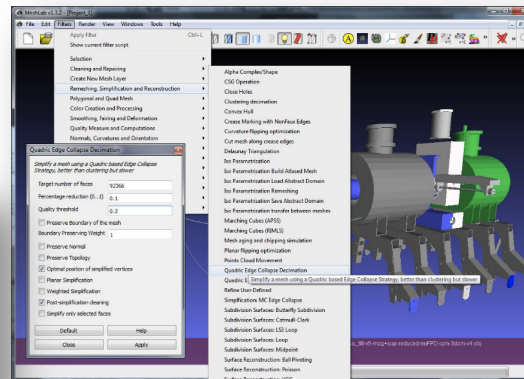 MeshLab v1.3.2 - [Project_1]
File Edit Filters Render View Windows Tools Help
Apply filter Ctrl+L
Show current filter script
Selection
Cleaning and Repairing
Create New Mesh Layer
Remeshing, Simplification and Reconstruction
Polygonal and Quad Mesh
Color Creation and Processing
Smoothing, Fairing and Deformation
Quality Measure and Computations
Normals, Curvatures and Orientation
Alpha Complex/Shape
CSG Operation
Close Holes
Clustering decimation
Convex Hull
Crease Marking with NonFaux Edges
Curvature flipping optimization
Cut mesh along crease edges
Delaunay Triangulation
Iso Parametrization
Iso Parametrization Build Atlased Mesh
Iso Parametrization Load Abstract Domain
Iso Parametrization Remeshing
Iso Parametrization Save Abstract Domain
Iso Parametrization transfer between meshes
Marching Cubes (APSS)
Marching Cubes (RIMLS)
Mesh aging and chipping simulation
Planar flipping optimization
Points Cloud Movement
Quadric Edge Collapse Decimation
Quadric E
Simplify a mesh using a Quadric based Edge Collapse Strategy, better than clustering but slower
Refine User-Defined
Simplification: MC Edge Collapse
Subdivision Surfaces: Butterfly Subdivision
Subdivision Surfaces: Catmull-Clark
Subdivision Surfaces: LS3 Loop
Subdivision Surfaces: Loop
Subdivision Surfaces: Midpoint
Surface Reconstruction: Ball Pivoting
Surface Reconstruction: Poisson
Quadric Edge Collapse Decimation
Simplify a mesh using a Quadric based Edge Collapse
Strategy, better than clustering but slower
Target number of faces 92366
Percentage reduction (0..1) 0.1
Quality threshold 0.3
Preserve Boundary of the mesh
Boundary Preserving Weight 1
Preserve Normal
Preserve Topology
Optimal position of simplified vertices
Planar Simplification
Weighted Simplification
Post-simplification cleaning
Simplify only selected faces
Default Help
Close Apply